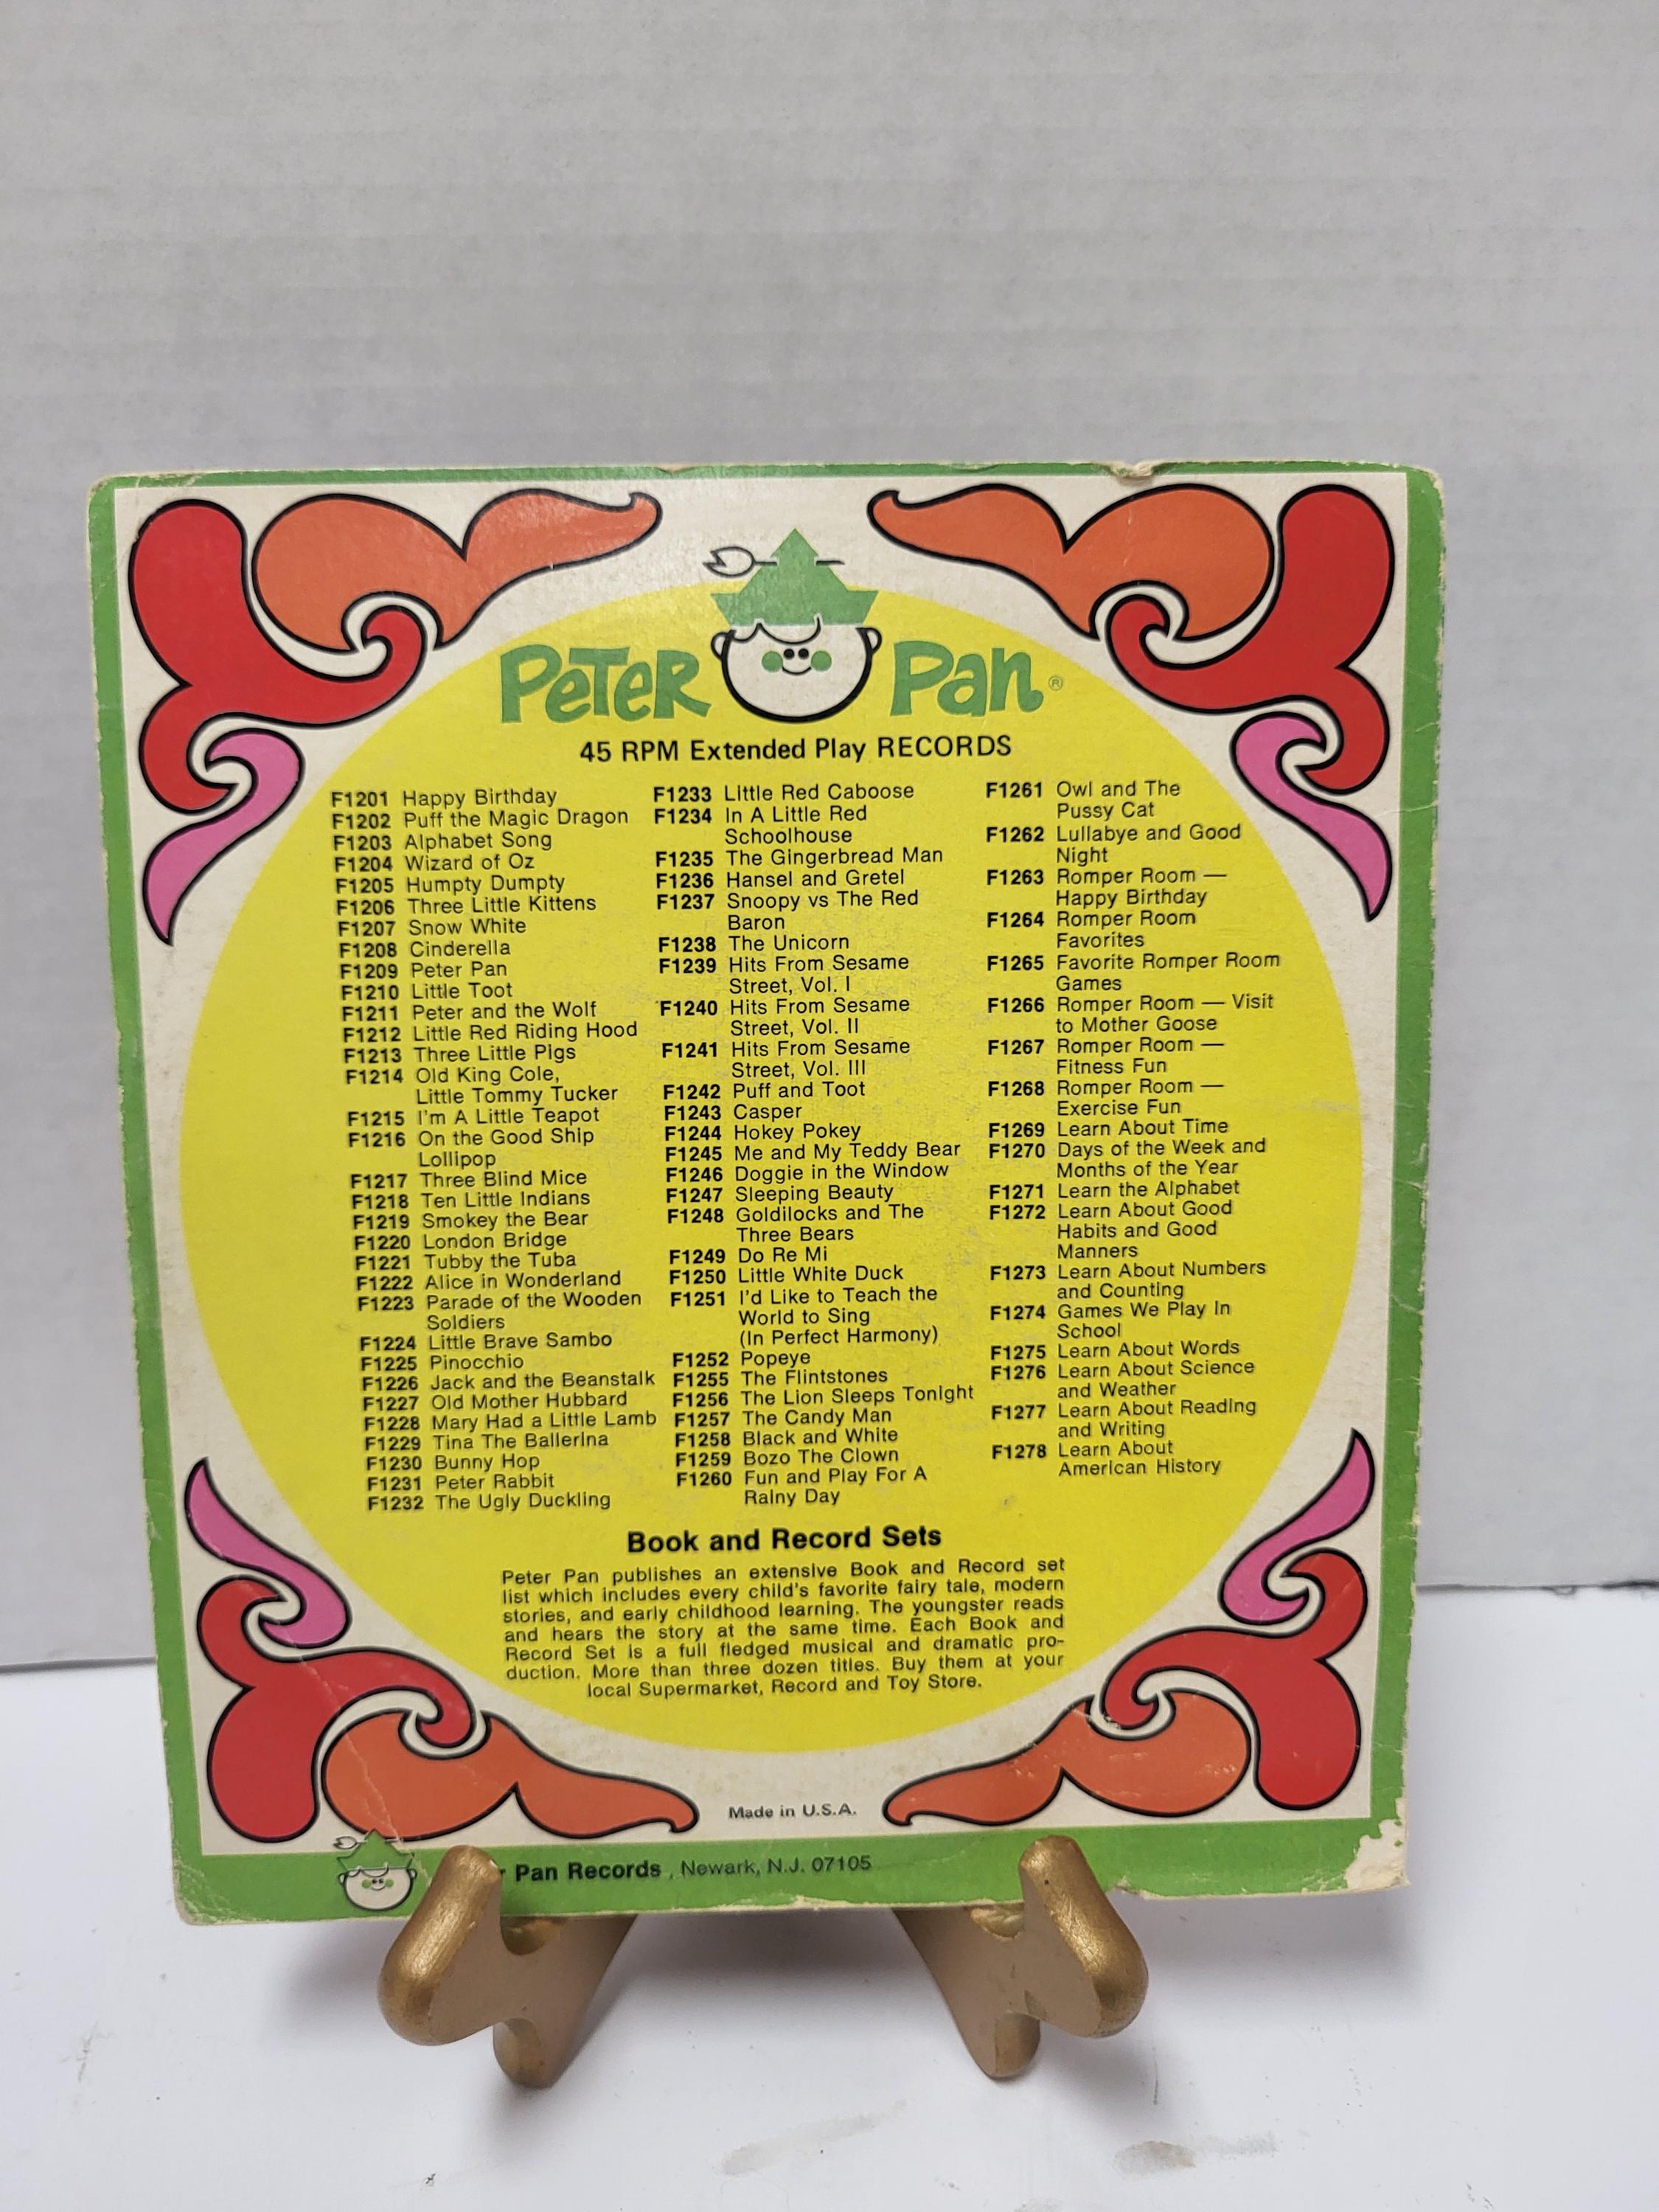 PETER Pan®
45 RPM Extended Play RECORDS
F1201 Happy Birthday
F1202 Puff the Magic Dragon
F1203 Alphabet Song
F1204 Wizard of Oz
F1205 Humpty Dumpty
F1206 Three Little Kittens
F1207 Snow White
F1208 Cinderella
F1209 Peter Pan
F1210 Little Toot
F1211 Peter and the Wolf
F1212 Little Red Riding Hood
F1213 Three Little Pigs
F1214 Old King Cole,
Little Tommy Tucker
F1215 I'm A Little Teapot
F1216 On the Good Ship
Lollipop
F1217 Three Blind Mice
F1218 Ten Little Indians
F1219 Smokey the Bear
F1220 London Bridge
F1221 Tubby the Tuba
F1222 Alice in Wonderland
F1223 Parade of the Wooden
Soldiers
F1224 Little Brave Sambo
F1225 Pinocchio
F1226 Jack and the Beanstalk
F1227 Old Mother Hubbard
F1228 Mary Had a Little Lamb
F1229 Tina The Ballerina
F1230 Bunny Hop
F1231 Peter Rabbit
F1232 The Ugly Duckling
F1233 Little Red Caboose
F1234 In A Little Red
Schoolhouse
F1235 The Gingerbread Man
F1236 Hansel and Gretel
F1237 Snoopy vs The Red
Baron
F1238 The Unicorn
F1239 Hits From Sesame
Street, Vol. I
F1240 Hits From Sesame
Street, Vol. II
F1241 Hits From Sesame
Street, Vol. III
F1242 Puff and Toot
F1243 Casper
F1244 Hokey Pokey
F1245 Me and My Teddy Bear
F1246 Doggie in the Window
F1247 Sleeping Beauty
F1248 Goldilocks and The
Three Bears
F1249 Do Re Mi
F1250 Little White Duck
F1251 I'd Like to Teach the
World to Sing
(In Perfect Harmony)
F1252 Popeye
F1255 The Flintstones
F1256 The Lion Sleeps Tonight
F1257 The Candy Man
F1258 Black and White
F1259 Bozo The Clown
F1260 Fun and Play For A
Rainy Day
F1261 Owl and The
Pussy Cat
F1262 Lullabye and Good
Night
F1263 Romper Room —
Happy Birthday
F1264 Romper Room
Favorites
F1265 Favorite Romper Room
Games
F1266 Romper Room — Visit
to Mother Goose
F1267 Romper Room —
Fitness Fun
F1268 Romper Room —
Exercise Fun
F1269 Learn About Time
F1270 Days of the Week and
Months of the Year
F1271 Learn the Alphabet
F1272 Learn About Good
Habits and Good
Manners
F1273 Learn About Numbers
and Counting
F1274 Games We Play In
School
F1275 Learn About Words
F1276 Learn About Science
and Weather
F1277 Learn About Reading
and Writing
F1278 Learn About
American History
Book and Record Sets
Peter Pan publishes an extensive Book and Record set
list which includes every child's favorite fairy tale, modern
stories, and early childhood learning. The youngster reads
and hears the story at the same time. Each Book and
Record Set is a full fledged musical and dramatic pro-
duction. More than three dozen titles. Buy them at your
local Supermarket, Record and Toy Store.
Made in U.S.A.
r Pan Records , Newark, N.J. 07105